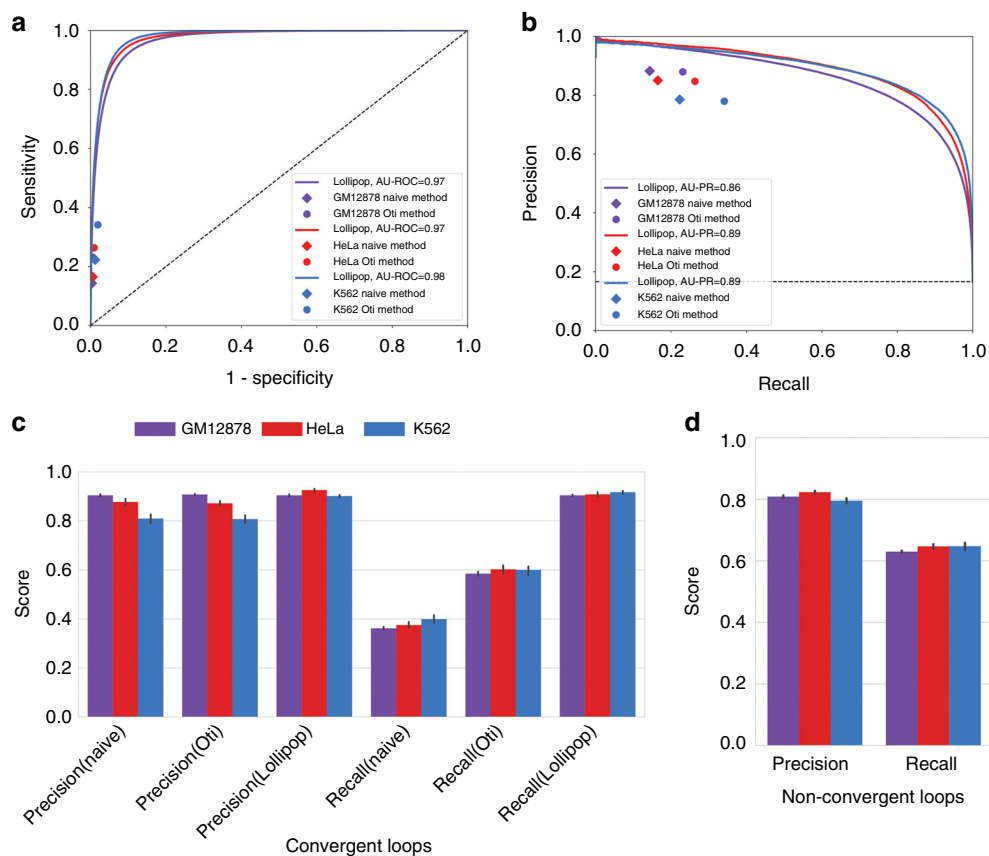 a
1.0
0.8
0.6
0.4
0.2
0.0
Sensitivity
0.0 0.2 0.4 0.6 0.8 1.0
1 - specificity
Lollipop, AU-ROC=0.97
GM12878 naive method
GM12878 Oti method
Lollipop, AU-ROC=0.97
HeLa naive method
HeLa Oti method
Lollipop, AU-ROC=0.98
K562 naive method
K562 Oti method
b
1.0
0.8
0.6
0.4
0.2
0.0
Precision
0.0 0.2 0.4 0.6 0.8 1.0
Recall
Lollipop, AU-PR=0.86
GM12878 naive method
GM12878 Oti method
Lollipop, AU-PR=0.89
HeLa naive method
HeLa Oti method
Lollipop, AU-PR=0.89
K562 naive method
K562 Oti method
c
GM12878 HeLa K562
1.0
0.8
0.6
0.4
0.2
0.0
Score
Precision(naive)
Precision(Oti)
Precision(Lollipop)
Recall(naive)
Recall(Oti)
Recall(Lollipop)
Convergent loops
d
1.0
0.8
0.6
0.4
0.2
0.0
Score
Precision Recall
Non-convergent loops